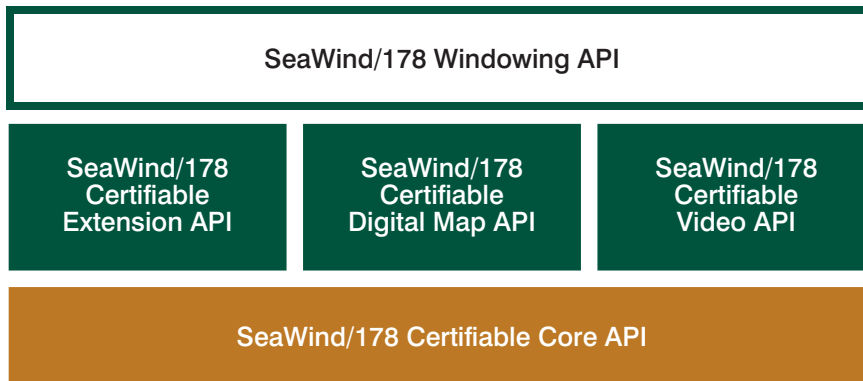 SeaWind/178 Windowing API
SeaWind/178
Certifiable
Extension API
SeaWind/178
Certifiable
Digital Map API
SeaWind/178
Certifiable
Video API
SeaWind/178 Certifiable Core API